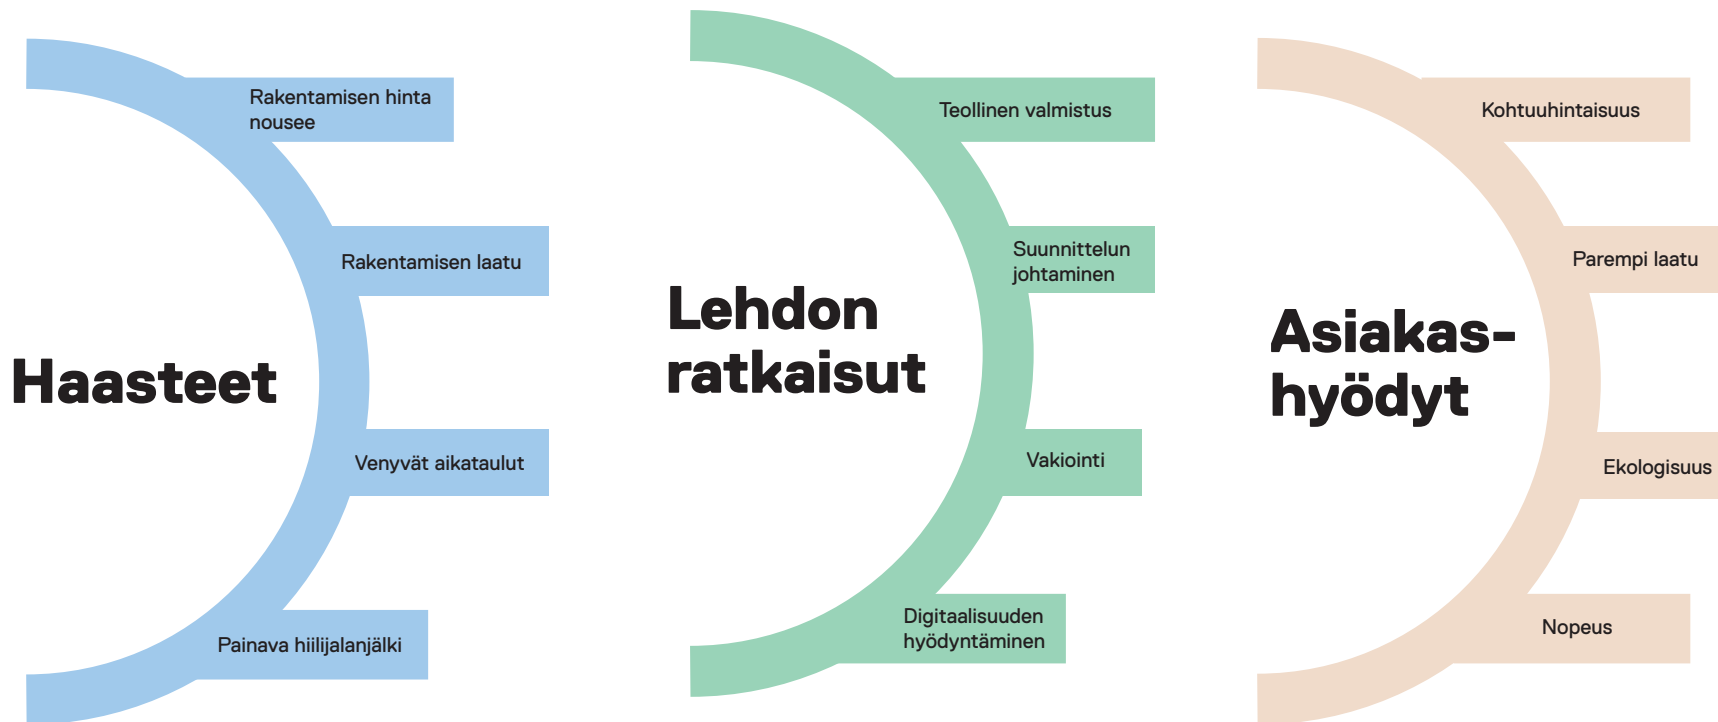 Haasteet
Rakentamisen hinta
nousee
Rakentamisen laatu
Venyvät aikataulut
Painava hiilijalanjälki
Lehdon
ratkaisut
Teollinen valmistus
Suunnittelun
johtaminen
Vakiointi
Digitaalisuuden
hyödyntäminen
Asiakas-
hyödyt
Kohtuuhintaisuus
Parempi laatu
Ekologisuus
Nopeus